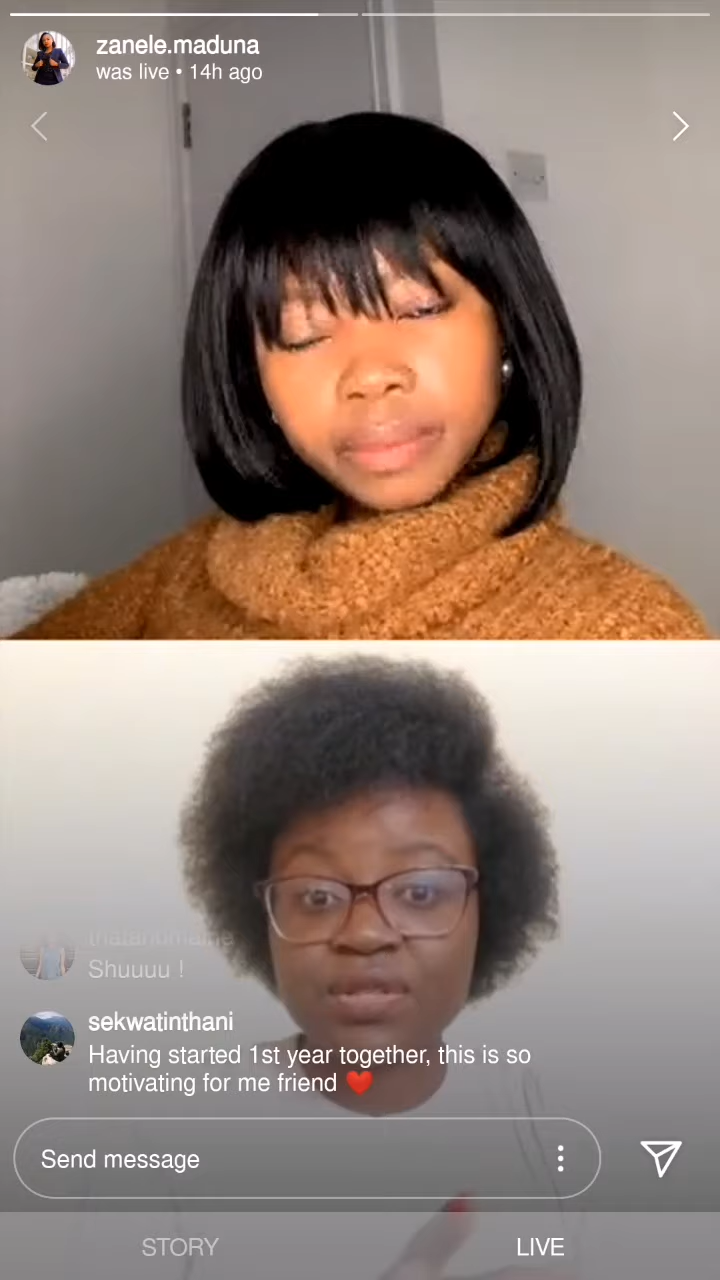 zanele.maduna
was live • 14h ago
Shuuuu !
sekwatinthani
Having started 1st year together, this is so
motivating for me friend ❤️
Send message
STORY
LIVE